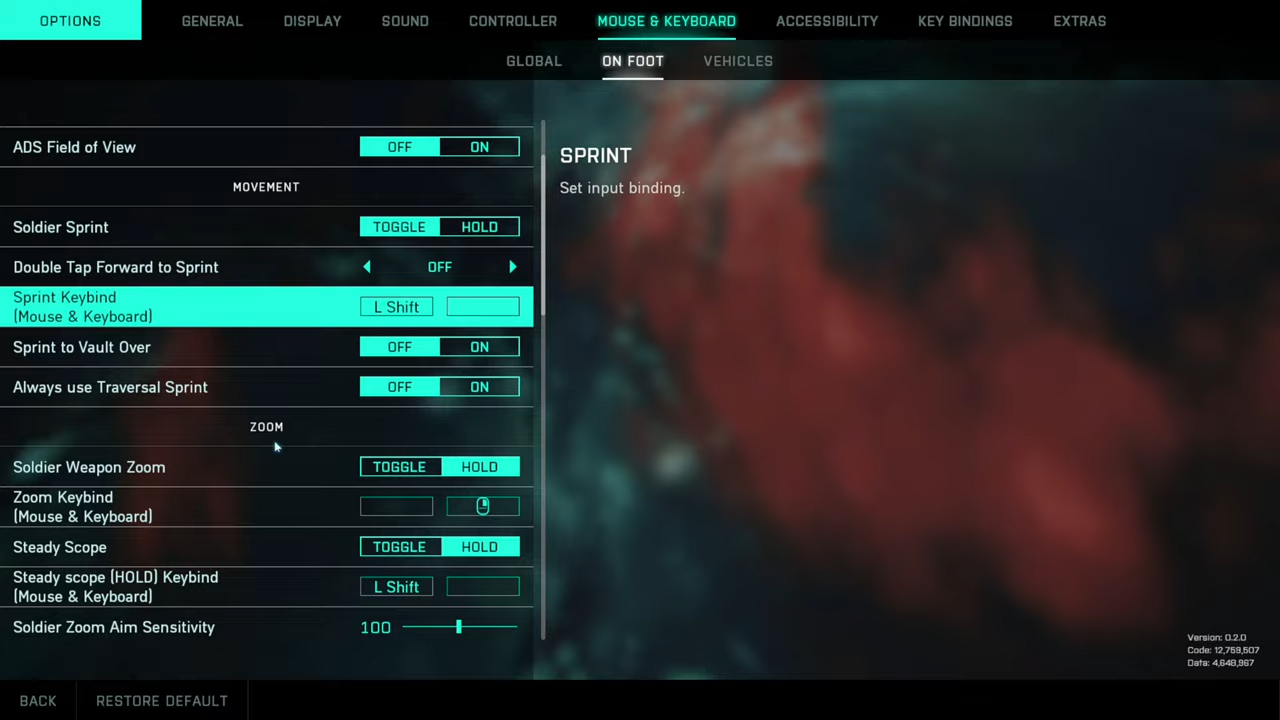 OPTIONS
GENERAL
DISPLAY
SOUND
CONTROLLER
MOUSE & KEYBOARD
ACCESSIBILITY
KEY BINDINGS
EXTRAS
GLOBAL
ON FOOT
VEHICLES
ADS Field of View
OFF
ON
MOVEMENT
Soldier Sprint
TOGGLE
HOLD
Double Tap Forward to Sprint
OFF
Sprint Keybind
(Mouse & Keyboard)
L Shift
Sprint to Vault Over
OFF
ON
Always use Traversal Sprint
OFF
ON
ZOOM
Soldier Weapon Zoom
TOGGLE
HOLD
Zoom Keybind
(Mouse & Keyboard)
Steady Scope
TOGGLE
HOLD
Steady scope (HOLD) Keybind
(Mouse & Keyboard)
L Shift
Soldier Zoom Aim Sensitivity
100
SPRINT
Set input binding.
Version: 0.2.0
Code: 12,759,507
Data: 4,648,967
BACK
RESTORE DEFAULT